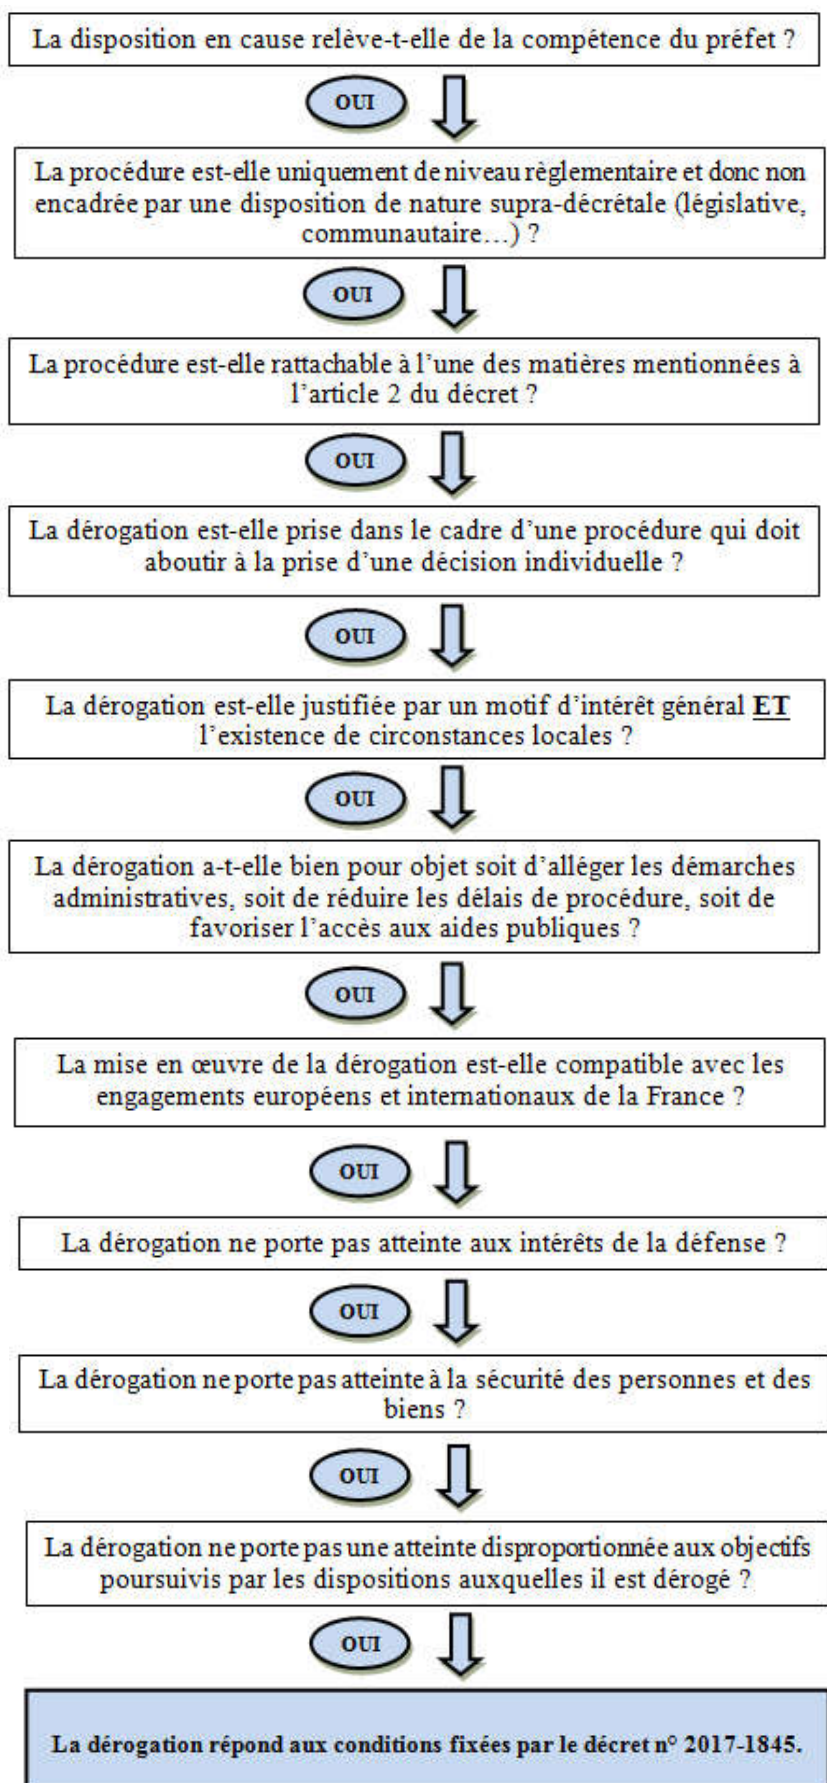 La disposition en cause relève-t-elle de la compétence du préfet ?
OUI
La procédure est-elle uniquement de niveau règlementaire et donc non
encadrée par une disposition de nature supra-décrétale (législative,
communautaire…) ?
OUI
La procédure est-elle rattachable à l’une des matières mentionnées à
l’article 2 du décret ?
OUI
La dérogation est-elle prise dans le cadre d’une procédure qui doit
aboutir à la prise d’une décision individuelle ?
OUI
La dérogation est-elle justifiée par un motif d’intérêt général ET
l’existence de circonstances locales ?
OUI
La dérogation a-t-elle bien pour objet soit d’alléger les démarches
administratives, soit de réduire les délais de procédure, soit de
favoriser l’accès aux aides publiques ?
OUI
La mise en œuvre de la dérogation est-elle compatible avec les
engagements européens et internationaux de la France ?
OUI
La dérogation ne porte pas atteinte aux intérêts de la défense ?
OUI
La dérogation ne porte pas atteinte à la sécurité des personnes et des
biens ?
OUI
La dérogation ne porte pas une atteinte disproportionnée aux objectifs
poursuivis par les dispositions auxquelles il est dérogé ?
OUI
La dérogation répond aux conditions fixées par le décret n° 2017-1845.